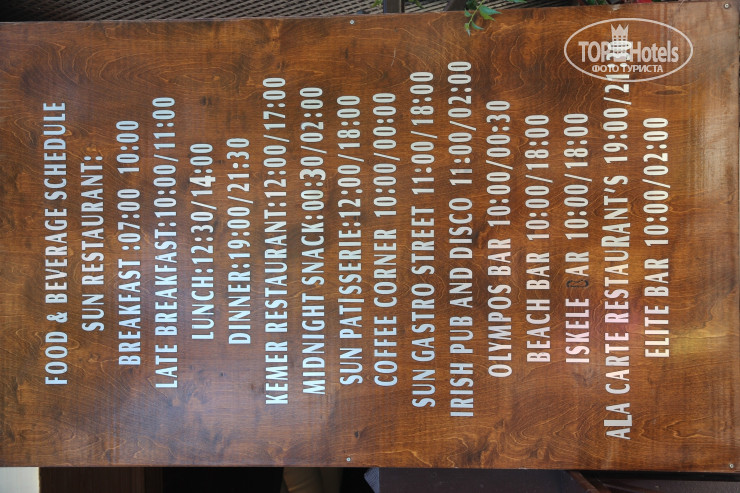 FOOD & BEVERAGE SCHEDULE
SUN RESTAURANT:
BREAKFAST :07:00 10:00
LATE BREAKFAST:10:00/11:00
LUNCH:12:30/ 4:00
DINNER 19:00/21:30
KEMER RESTAURANT:12:00/17:00
MIDNIGHT SNACK:00:30/02:00
SUN PATISSERIE:12:00/18:00
COFFEE CORNER 10:00/00:00
SUN GASTRO STREET 11:00/18:00
IRISH PUB AND DISCO 11:00/02:00
OLYMPOS BAR 10:00/00:30
BEACH BAR 10:00/18:00
ISKELE AR 10:00/18:00
ALA CARTE RESTAURANT'S 19:00/21:00
ELITE BAR 10:00/02:00
TOP Hotels
ФОТО ТУРИСТА